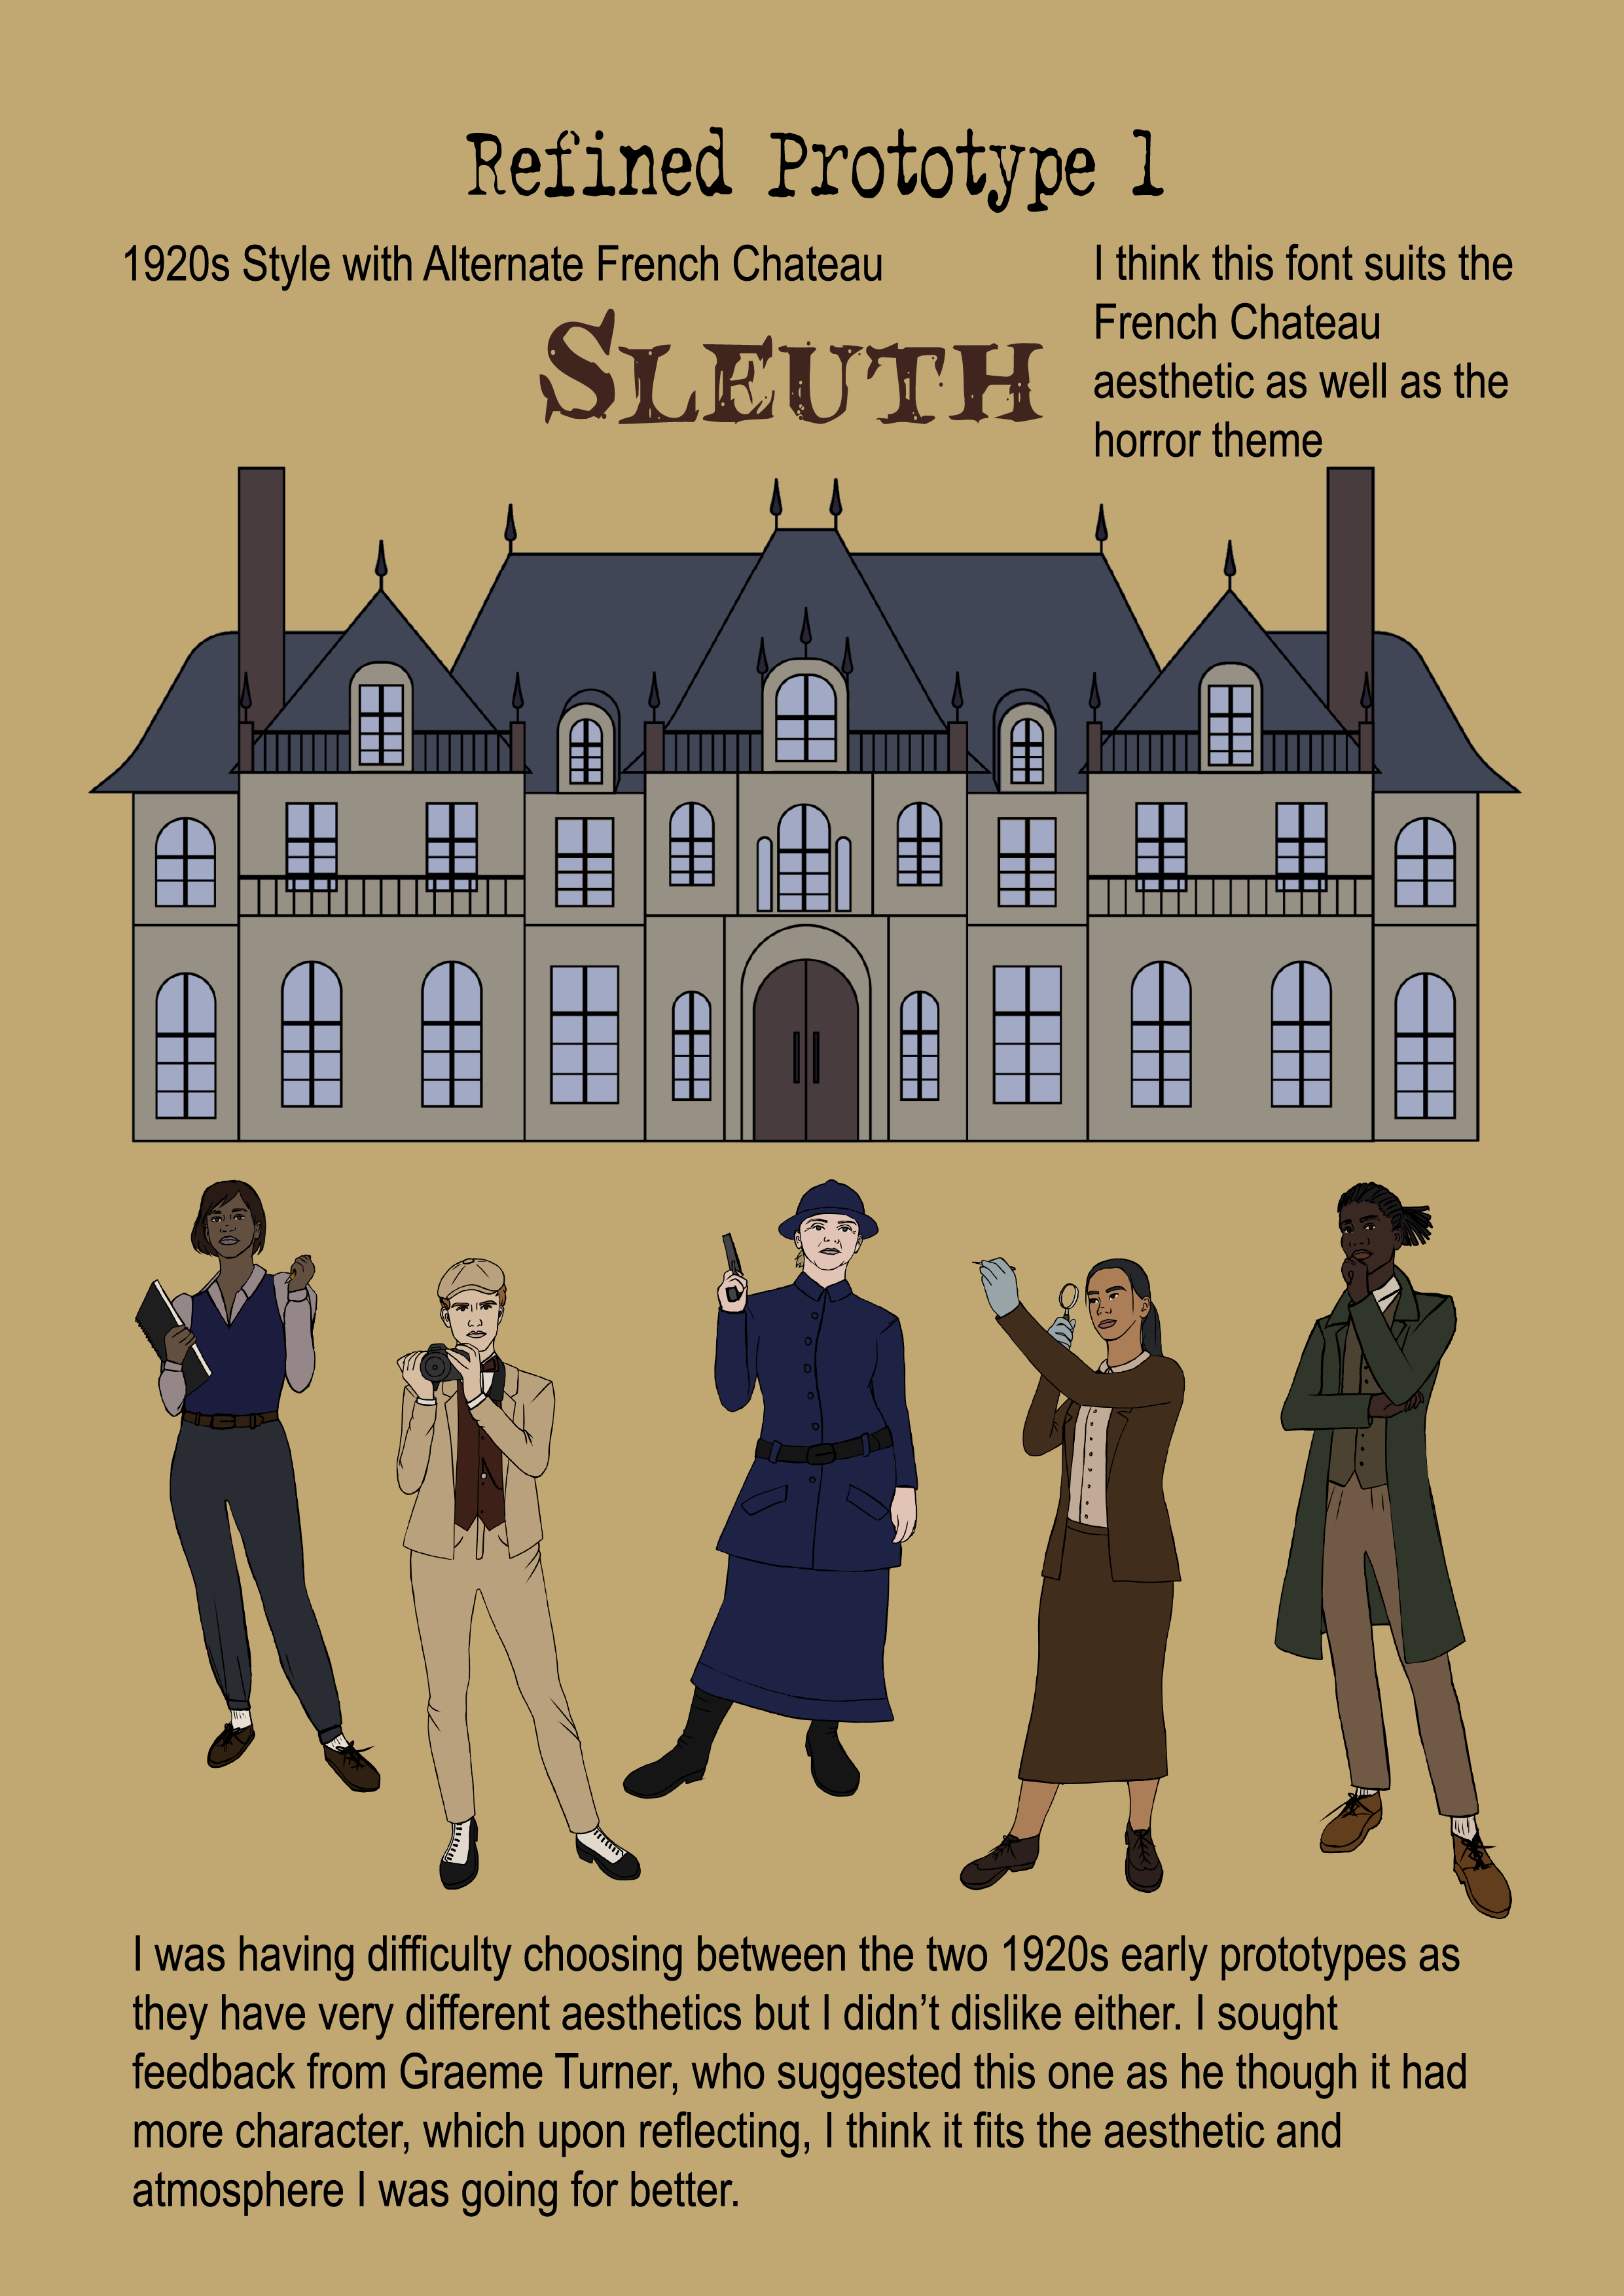 Refined Prototype 1
1920s Style with Alternate French Chateau
SLEUTH
I think this font suits the
French Chateau
aesthetic as well as the
horror theme
I was having difficulty choosing between the two 1920s early prototypes as
they have very different aesthetics but I didn’t dislike either. I sought
feedback from Graeme Turner, who suggested this one as he though it had
more character, which upon reflecting, I think it fits the aesthetic and
atmosphere I was going for better.